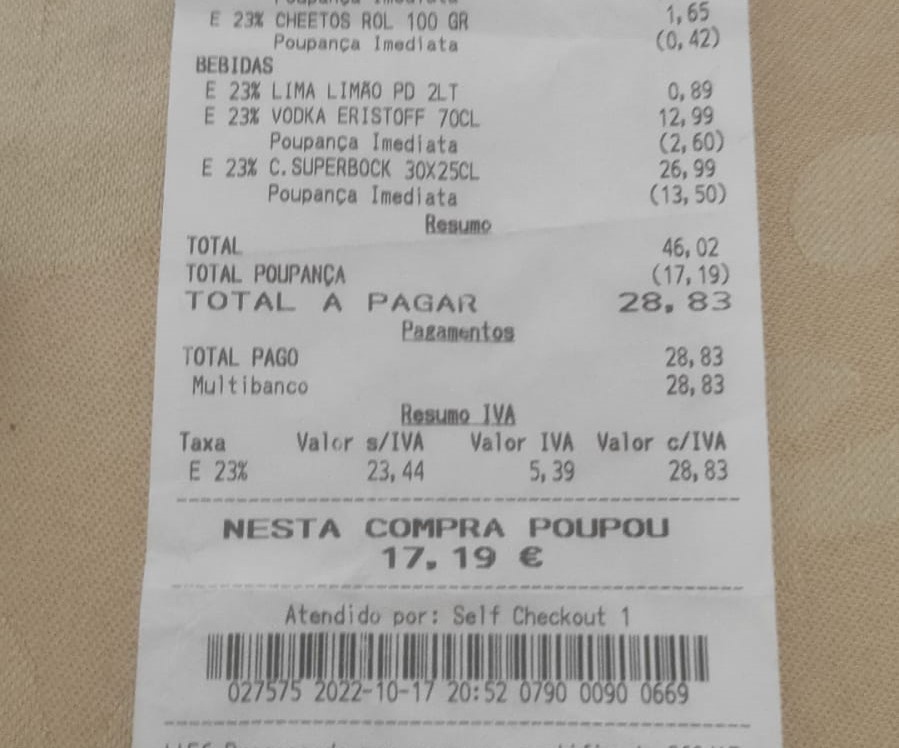 Poupança Imediata
E 23% CHEETOS ROL 100 GR 1,65
Poupança Imediata (0,42)
BEBIDAS
E 23% LIMA LIMÃO PD 2LT 0,89
E 23% VODKA ERISTOFF 70CL 12,99
Poupança Imediata (2,60)
E 23% C.SUPERBOCK 30X25CL 26,99
Poupança Imediata (13,50)
Resumo
TOTAL 46,02
TOTAL POUPANÇA (17,19)
TOTAL A PAGAR 28,83
Pagamentos
TOTAL PAGO 28,83
Multibanco 28,83
Resumo IVA
Taxa Valor s/IVA Valor IVA Valor c/IVA
E 23% 23,44 5,39 28,83
NESTA COMPRA POUPOU
17,19 €
Atendido por: Self Checkout 1
027575 2022-10-17 20:52 0790 0090 0669